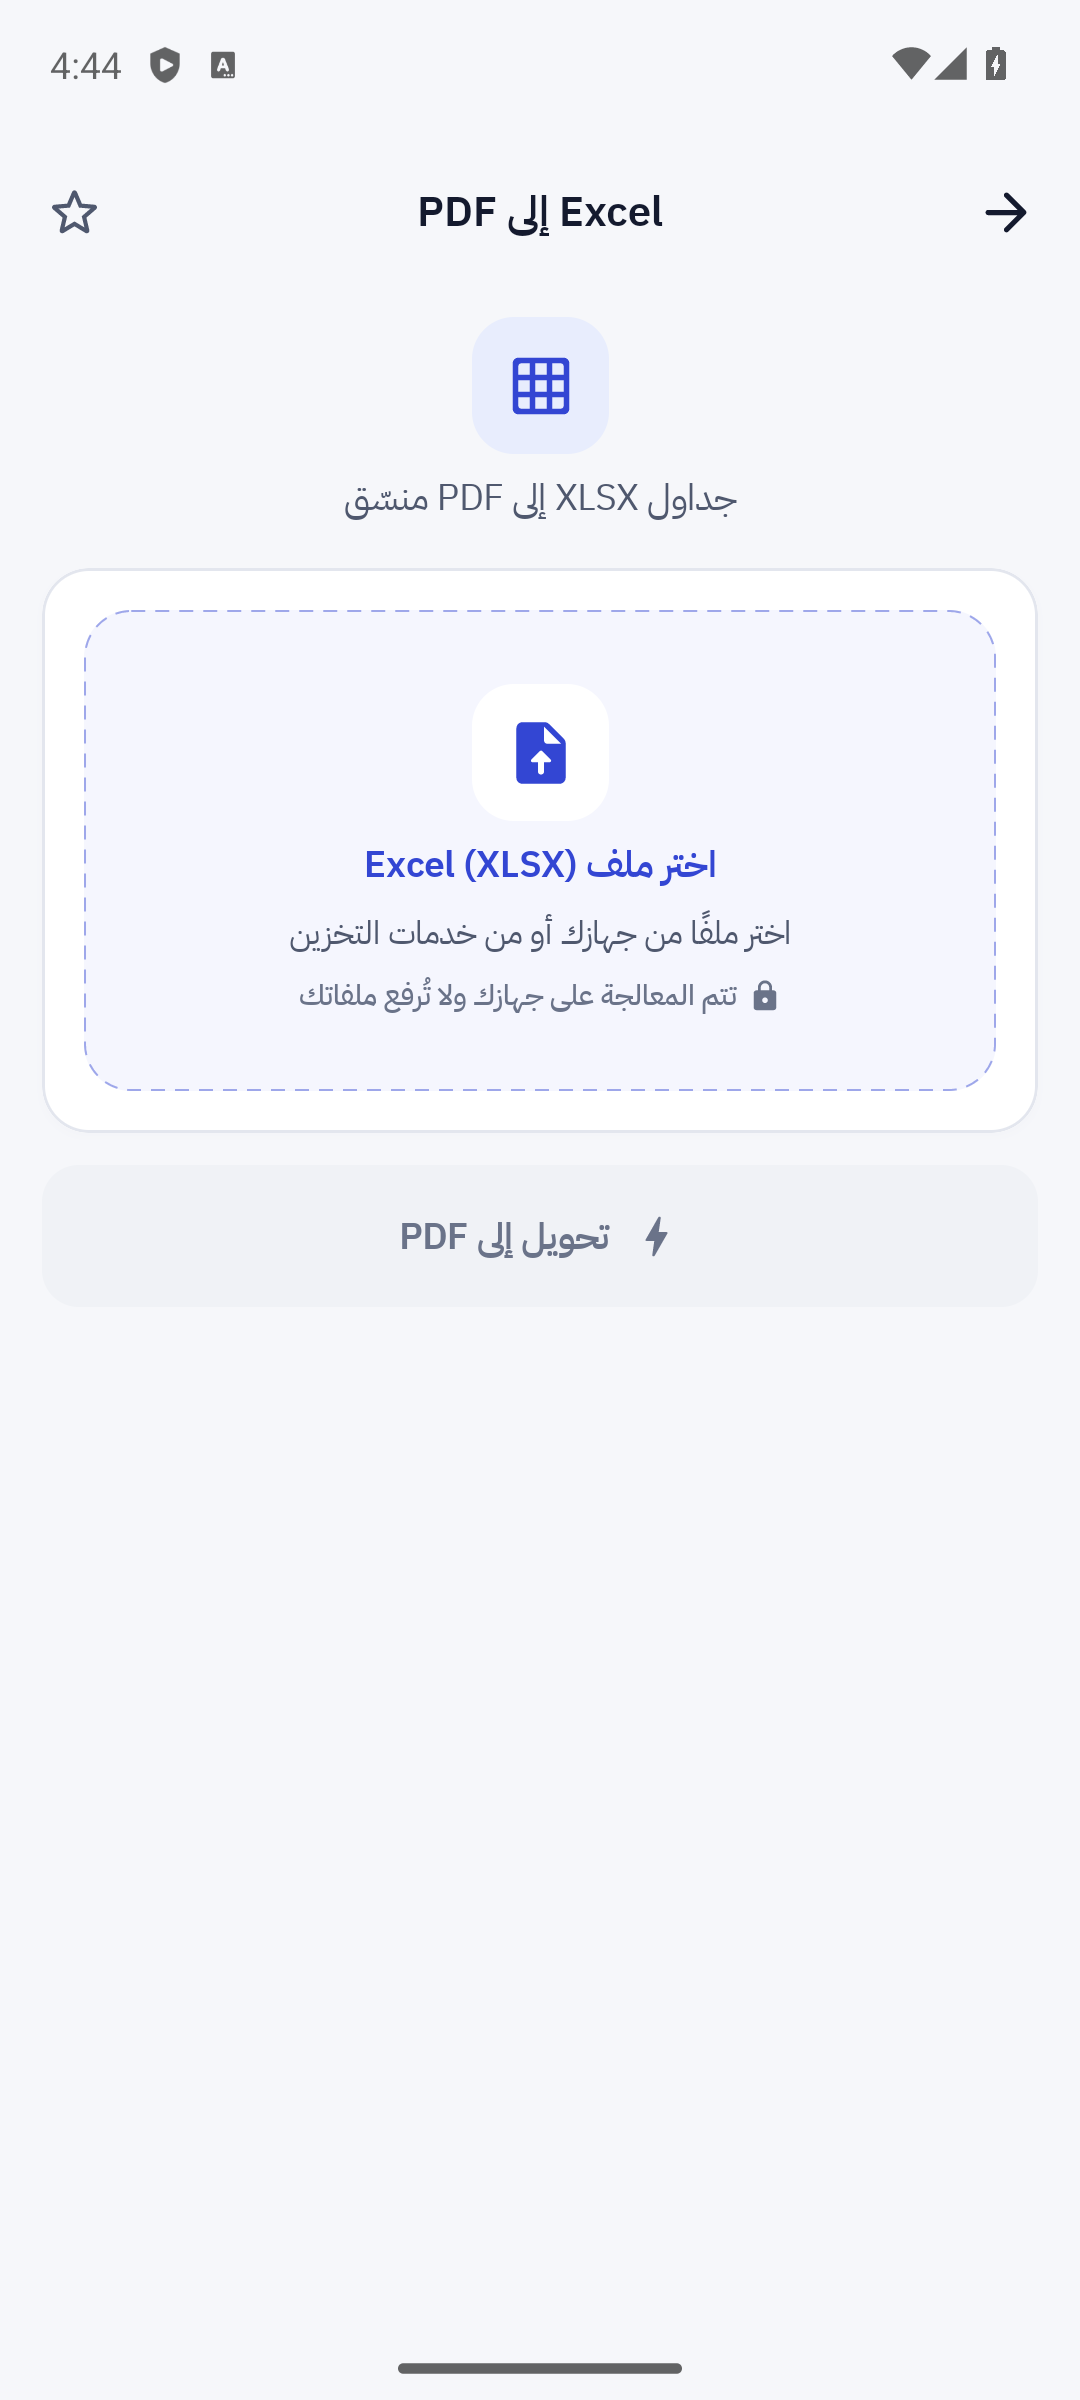 4:44
Excel إلى PDF
جداول XLSX إلى PDF منسّق
اختر ملف Excel (XLSX)
اختر ملفًا من جهازك أو من خدمات التخزين
تتم المعالجة على جهازك ولا تُرفع ملفاتك
تحويل إلى PDF